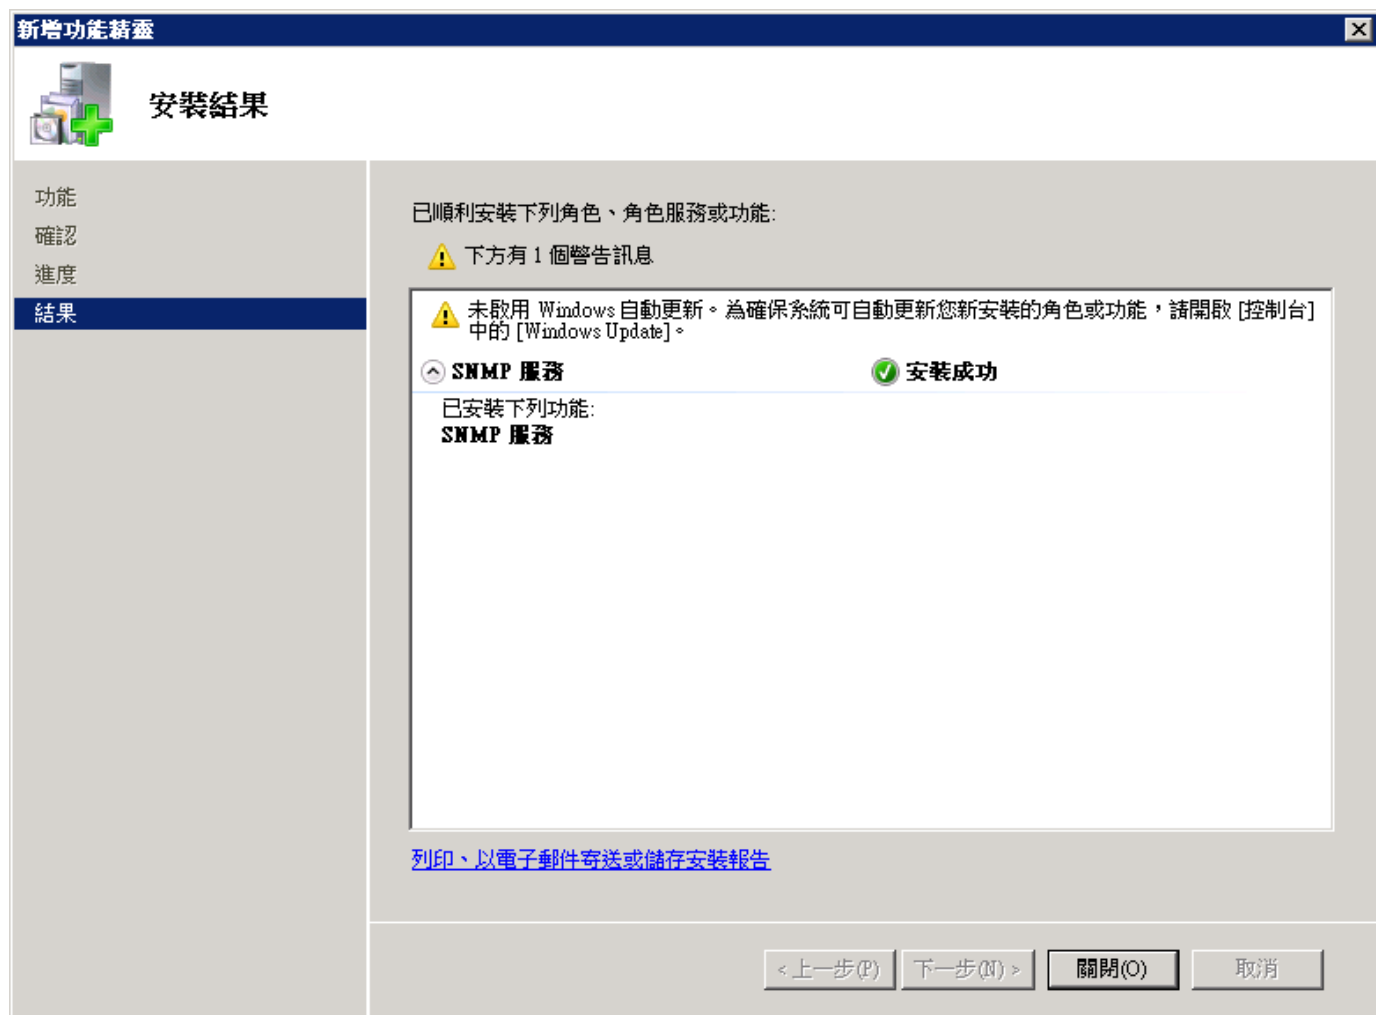 新增功能精靈
安裝結果
功能
確認
進度
結果
已順利安裝下列角色、角色服務或功能:
下方有 1 個警告訊息
未啟用 Windows 自動更新。為確保系統可自動更新您新安裝的角色或功能，請開啟 [控制台]
中的 [Windows Update]。
SNMP 服務 安裝成功
已安裝下列功能:
SNMP 服務
列印、以電子郵件寄送或儲存安裝報告
< 上一步(P) 下一步(N) > 關閉(O) 取消